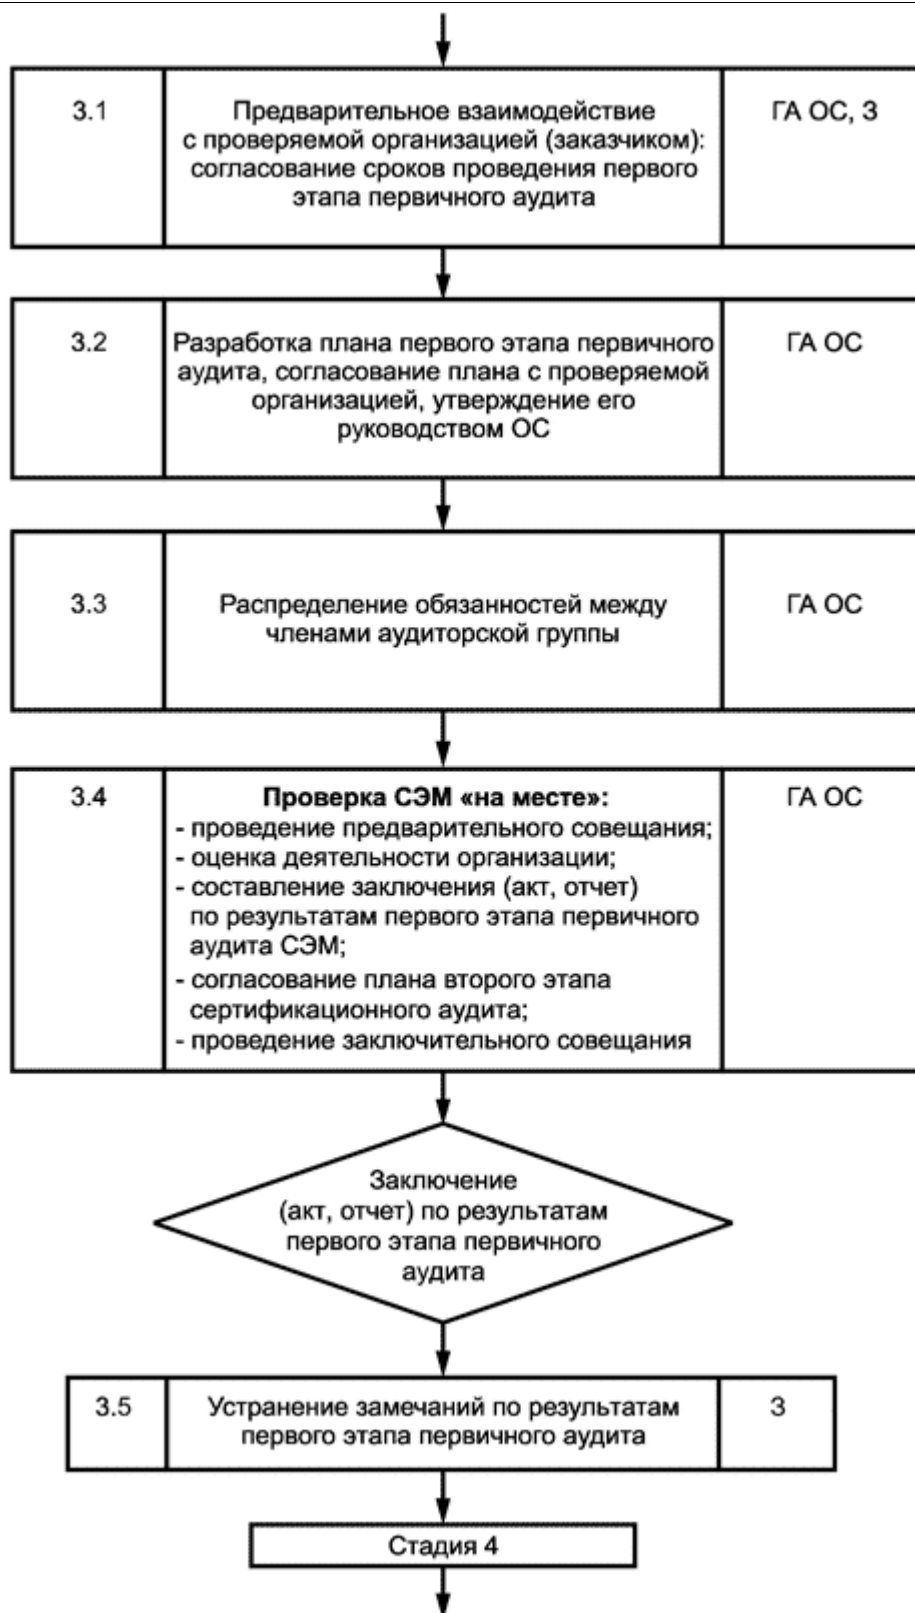 3.1
Предварительное взаимодействие
с проверяемой организацией (заказчиком):
согласование сроков проведения первого
этапа первичного аудита
ГА ОС, З
3.2
Разработка плана первого этапа первичного
аудита, согласование плана с проверяемой
организацией, утверждение его
руководством ОС
ГА ОС
3.3
Распределение обязанностей между
членами аудиторской группы
ГА ОС
3.4
Проверка СЭМ «на месте»:
- проведение предварительного совещания;
- оценка деятельности организации;
- составление заключения (акт, отчет)
по результатам первого этапа первичного
аудита СЭМ;
- согласование плана второго этапа
сертификационного аудита;
- проведение заключительного совещания
ГА ОС
Заключение
(акт, отчет) по результатам
первого этапа первичного
аудита
3.5
Устранение замечаний по результатам
первого этапа первичного аудита
З
Стадия 4